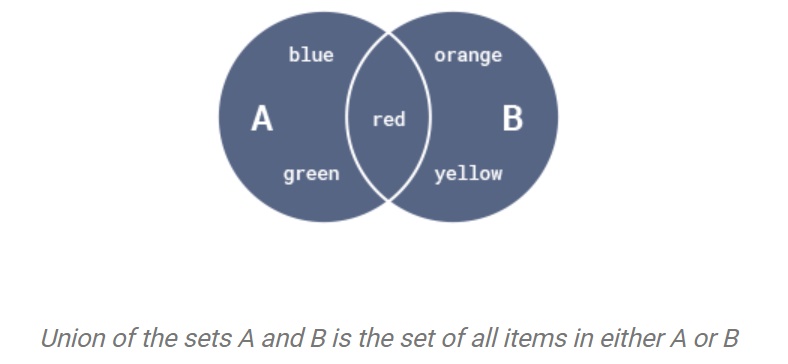 blue orange
A red B
green yellow
Union of the sets A and B is the set of all items in either A or B